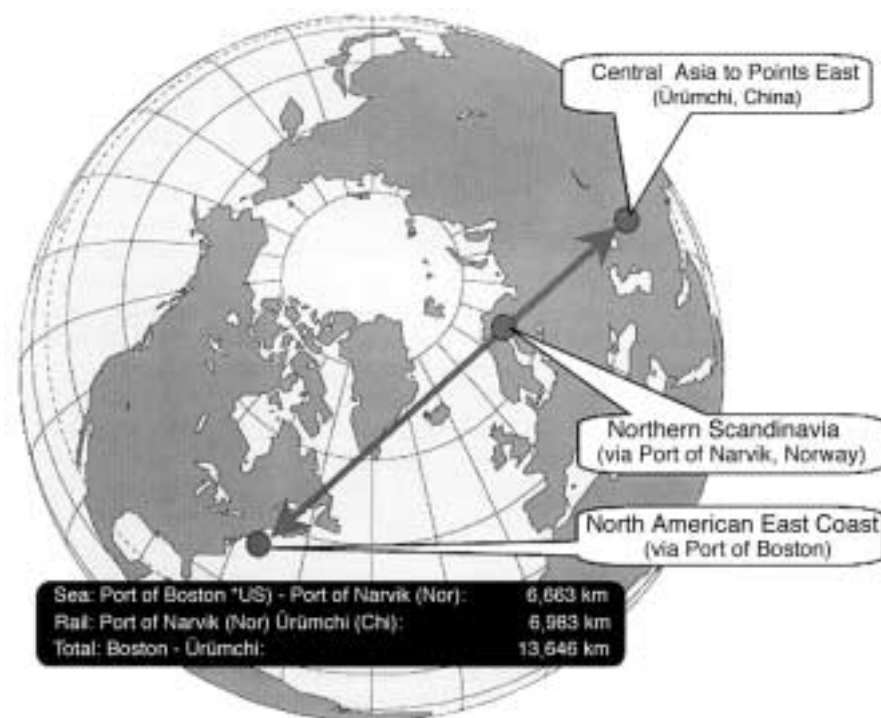 Central Asia to Points East
(Ürümchi, China)
Northern Scandinavia
(via Port of Narvik, Norway)
North American East Coast
(via Port of Boston)
Sea: Port of Boston *US) - Port of Narvik (Nor): 6,663 km
Rail: Port of Narvik (Nor) Ürümchi (Chi): 6,983 km
Total: Boston - Ürümchi: 13,646 km